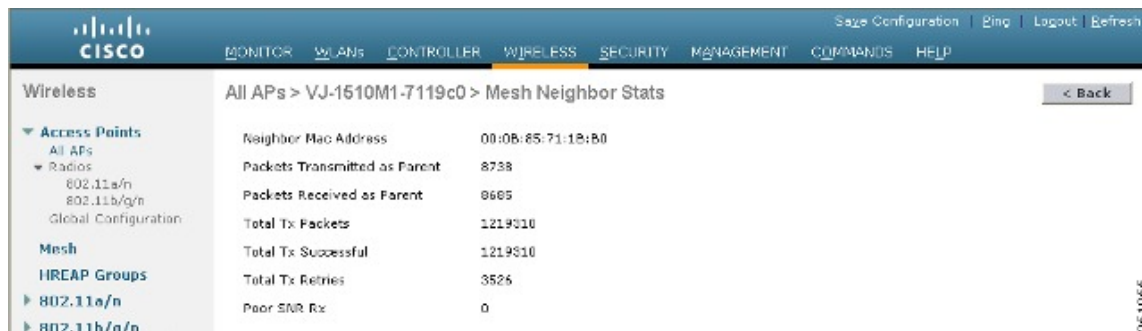 Save Configuration | Ping | Logout | Refresh
CISCO
MONITOR WLANs CONTROLLER WIRELESS SECURITY MANAGEMENT COMMANDS HELP
Wireless
All APs > VJ-1510M1-7119c0 > Mesh Neighbor Stats
< Back
Access Points
All APs
Radios
802.11a/n
802.11b/g/n
Global Configuration
Mesh
HREAP Groups
802.11a/n
802.11b/g/n
Neighbor Mac Address 00:0B:85:71:1B:B0
Packets Transmitted as Parent 8738
Packets Received as Parent 8685
Total Tx Packets 1219310
Total Tx Successful 1219310
Total Tx Retries 3526
Poor SNR Rx 0